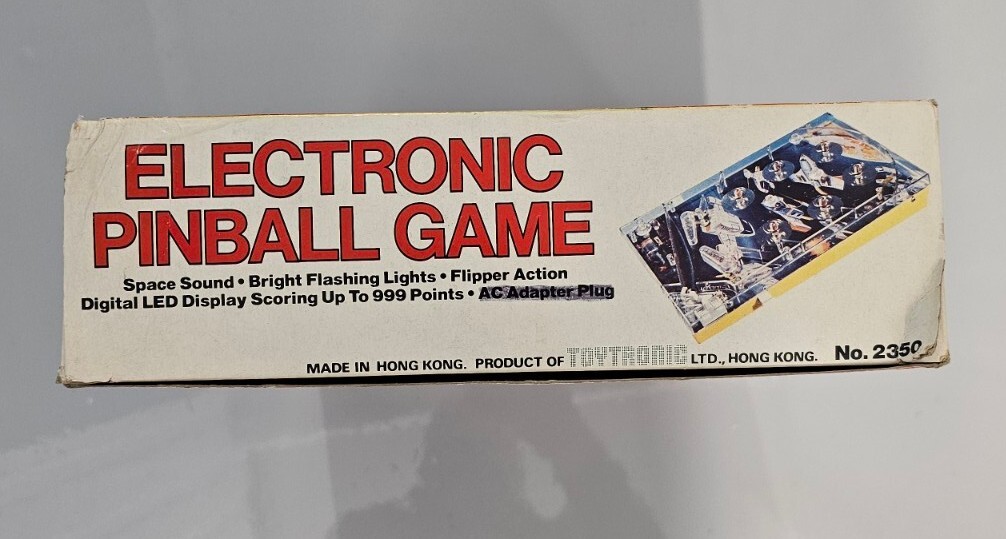 ELECTRONIC
PINBALL GAME
Space Sound • Bright Flashing Lights • Flipper Action
Digital LED Display Scoring Up To 999 Points • AC Adapter Plug
MADE IN HONG KONG. PRODUCT OF TOYTRONIC LTD., HONG KONG. No. 2350